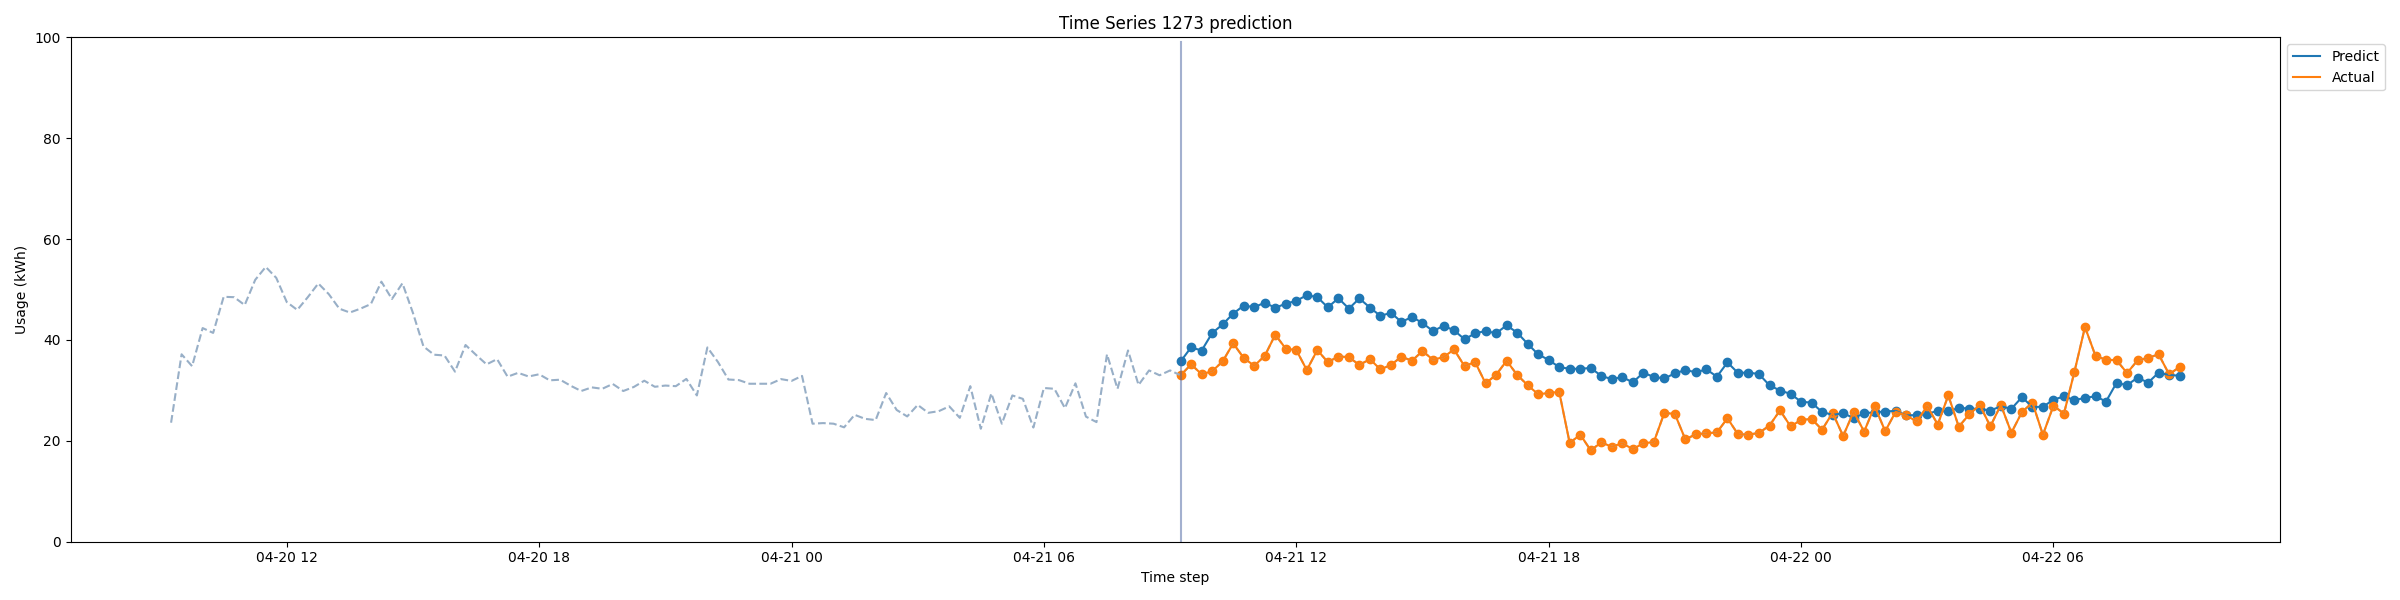 Time Series 1273 prediction
Predict
Actual
100
80
60
40
20
0
Usage (kWh)
04-20 12
04-20 18
04-21 00
04-21 06
04-21 12
04-21 18
04-22 00
04-22 06
Time step